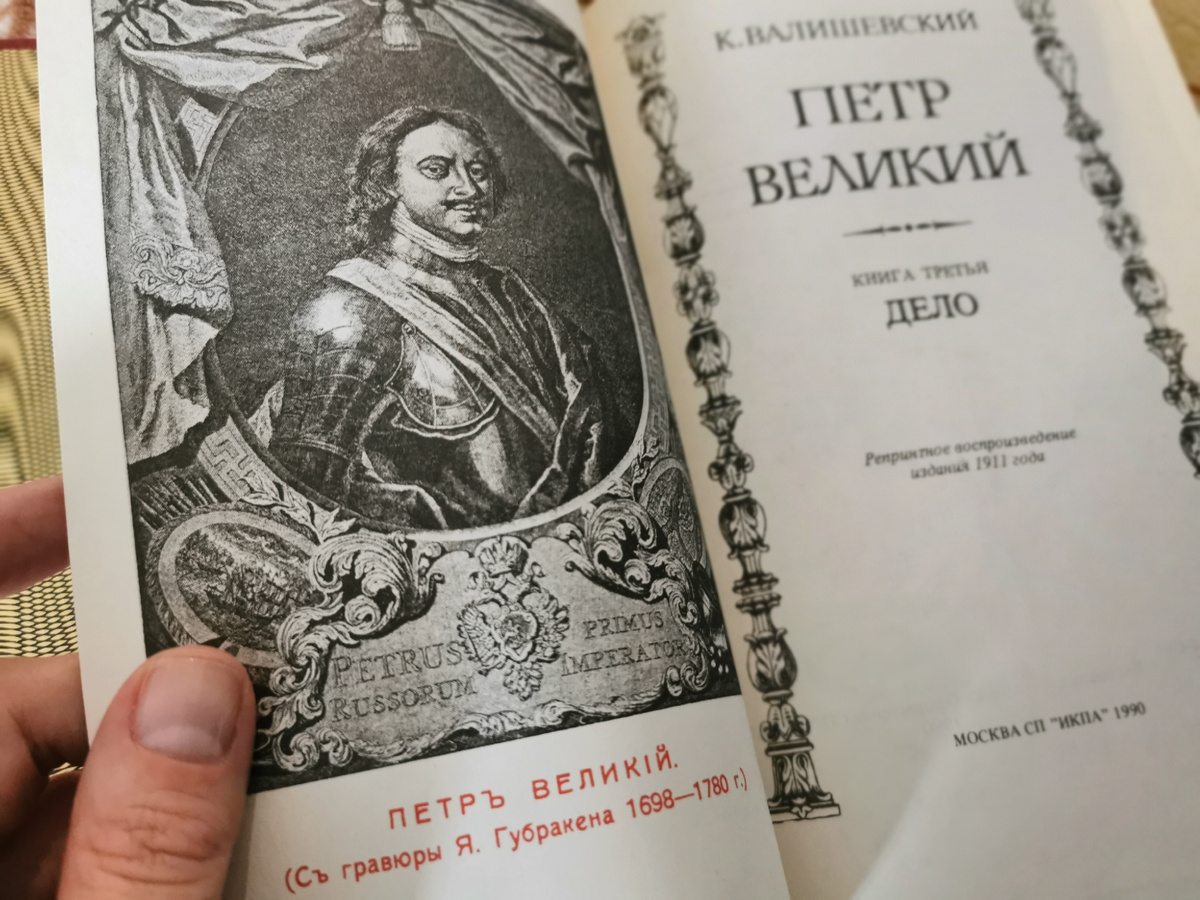 PETRUS PRIMUS
RUSSORUM IMPERATOR
ПЕТРЪ ВЕЛИКІЙ.
(Съ гравюры Я. Губракена 1698—1780 г.)
К. ВАЛИШЕВСКИЙ
ПЕТР
ВЕЛИКИЙ
КНИГА ТРЕТЬЯ
ДЕЛО
Репринтное воспроизведение
издания 1911 года
МОСКВА СП "ИКПА" 1990